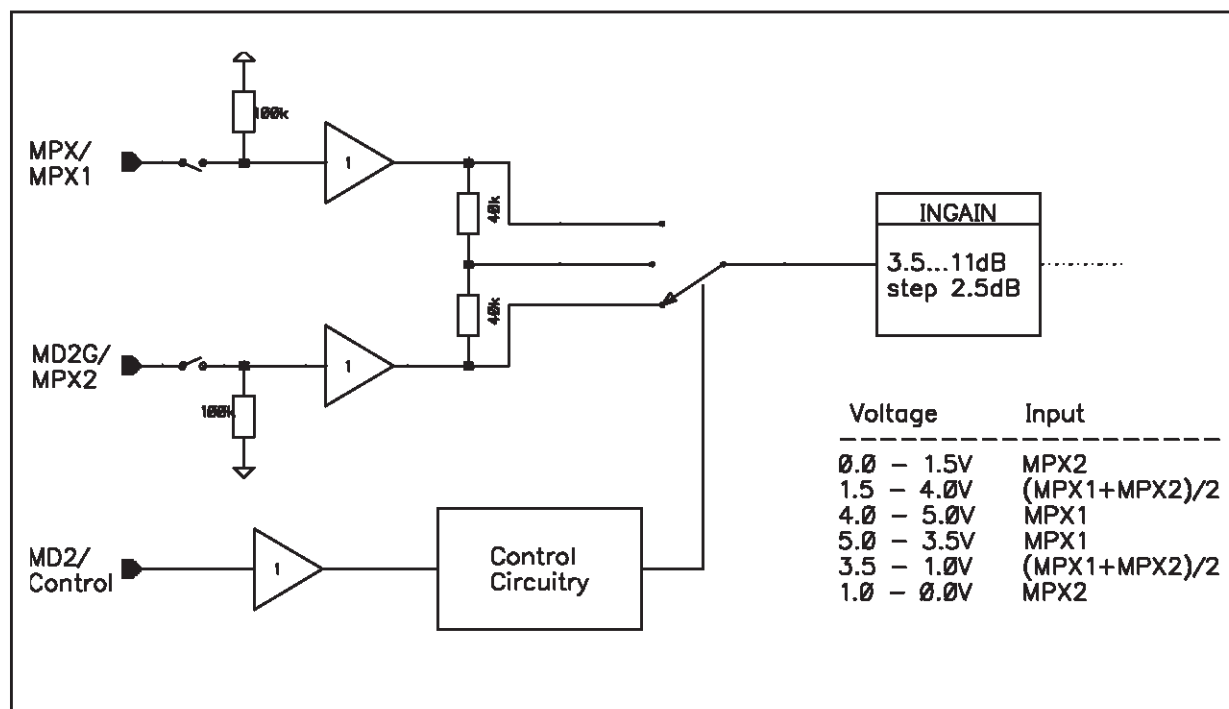 100k
MPX/
MPX1
1
40k
INGAIN
3.5...11dB
step 2.5dB
40k
MD2G/
MPX2
1
100k
Voltage Input
0.0 - 1.5V MPX2
1.5 - 4.0V (MPX1+MPX2)/2
4.0 - 5.0V MPX1
5.0 - 3.5V MPX1
3.5 - 1.0V (MPX1+MPX2)/2
1.0 - 0.0V MPX2
MD2/
Control
1
Control
Circuitry